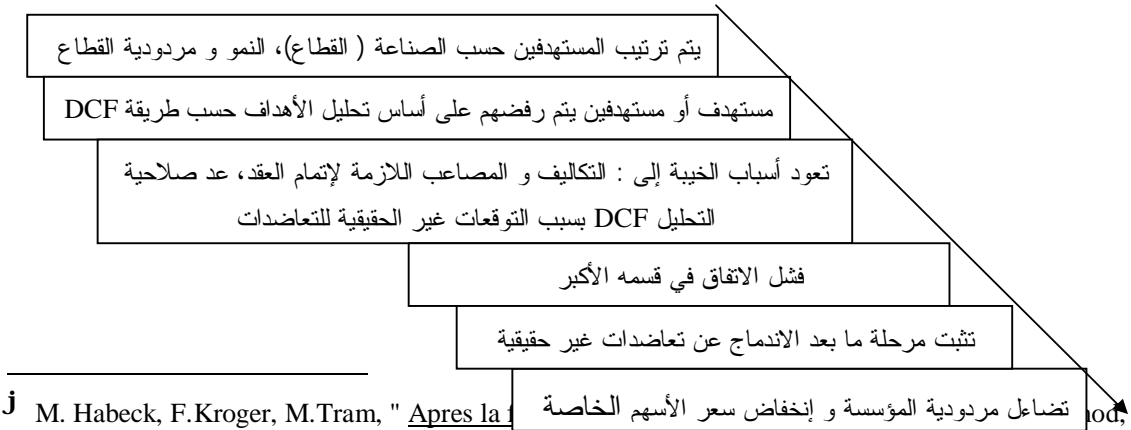 يتم ترتيب المستهدفين حسب الصناعة ( القطاع)، النمو و مردودية القطاع
مستهدف أو مستهدفين يتم رفضهم على أساس تحليل الأهداف حسب طريقة DCF
تعود أسباب الخيبة إلى : التكاليف و المصاعب اللازمة لإتمام العقد، عد صلاحية
التحليل DCF بسبب التوقعات غير الحقيقية للتعاضدات
فشل الاتفاق في قسمه الأكبر
تثبت مرحلة ما بعد الاندماج عن تعاضدات غير حقيقية
تضاءل مردودية المؤسسة و إنخفاض سعر الأسهم الخاصة
j M. Habeck, F.Kroger, M.Tram, " Apres la